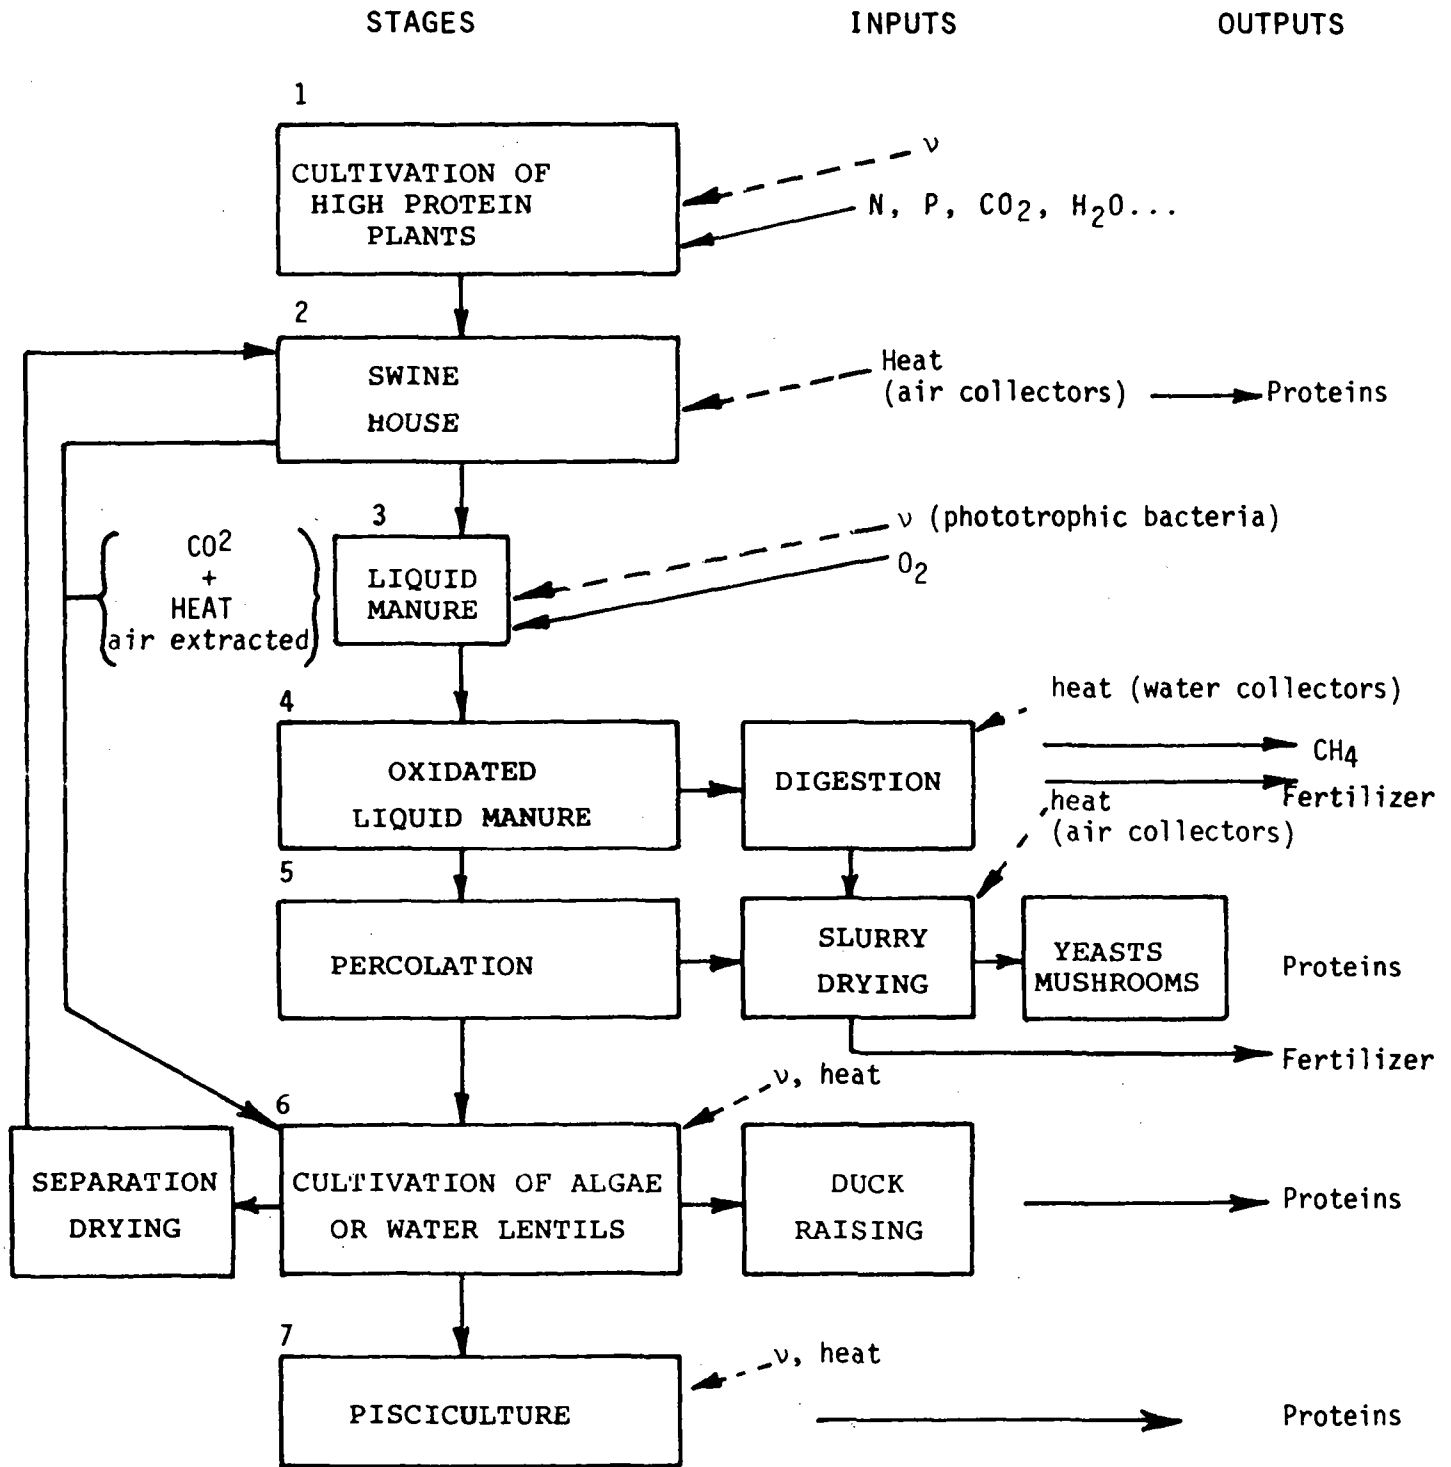 STAGES INPUTS OUTPUTS
1
CULTIVATION OF
HIGH PROTEIN
PLANTS
ν
N, P, CO2, H2O...
2
SWINE
HOUSE
Heat
(air collectors)
Proteins
CO2
+
HEAT
air extracted
3
LIQUID
MANURE
ν (phototrophic bacteria)
O2
4
OXIDATED
LIQUID MANURE
DIGESTION
heat (water collectors)
CH4
Fertilizer
heat
(air collectors)
5
PERCOLATION
SLURRY
DRYING
YEASTS
MUSHROOMS
Proteins
Fertilizer
ν, heat
6
SEPARATION
DRYING
CULTIVATION OF ALGAE
OR WATER LENTILS
DUCK
RAISING
Proteins
7
PISCICULTURE
ν, heat
Proteins